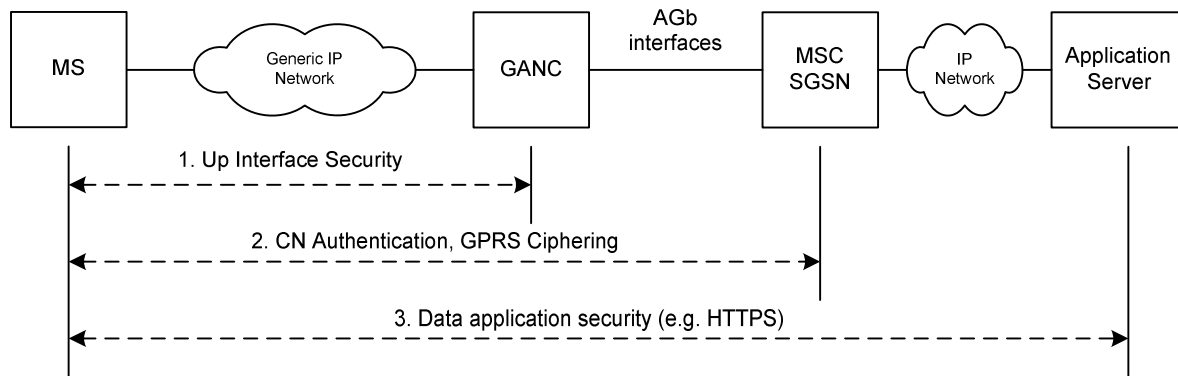 AGb
interfaces
MS
Generic IP
Network
GANC
MSC
SGSN
IP
Network
Application
Server
1. Up Interface Security
2. CN Authentication, GPRS Ciphering
3. Data application security (e.g. HTTPS)